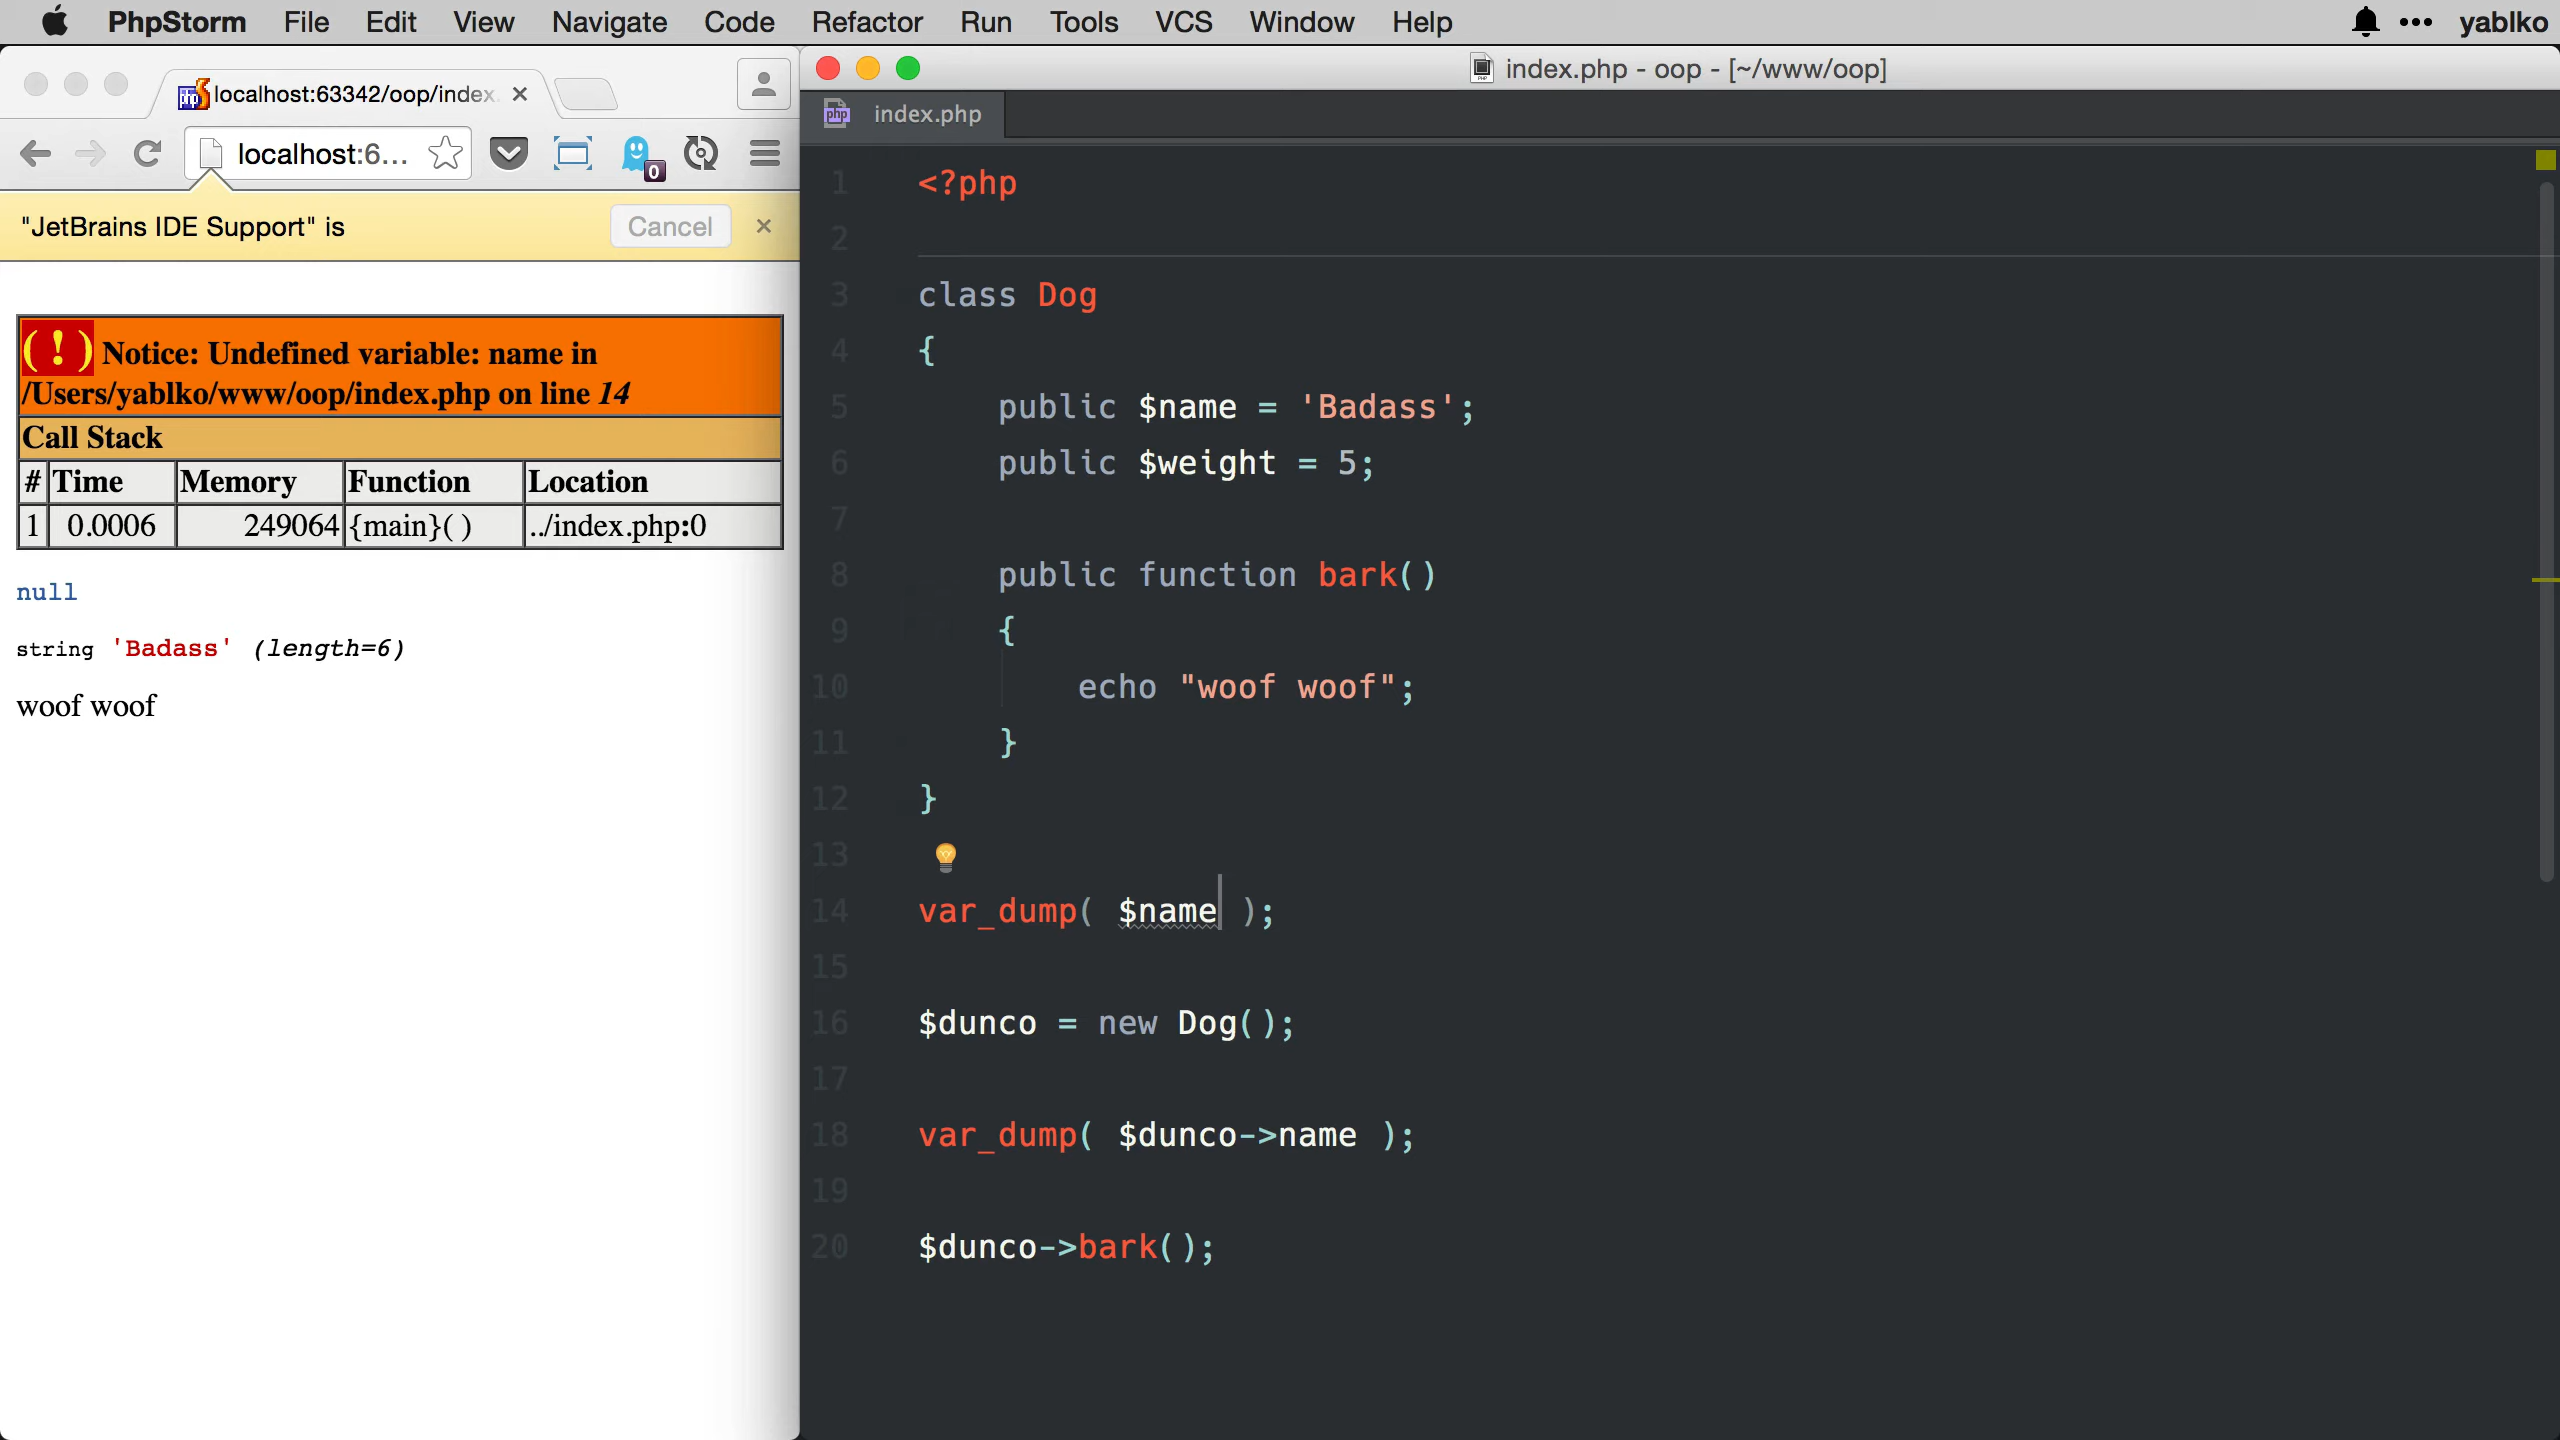 PhpStorm File Edit View Navigate Code Refactor Run Tools VCS Window Help yablko
localhost:63342/oop/index.
localhost:6...
0
"JetBrains IDE Support" is Cancel
( ! ) Notice: Undefined variable: name in
/Users/yablko/www/oop/index.php on line 14
Call Stack
# Time Memory Function Location
1 0.0006 249064 {main}( ) ../index.php:0
null
string 'Badass' (length=6)
woof woof
index.php - oop - [~/www/oop]
php index.php
1 <?php
2
3 class Dog
4 {
5 public $name = 'Badass';
6 public $weight = 5;
7
8 public function bark()
9 {
10 echo "woof woof";
11 }
12 }
13
14 var_dump( $name );
15
16 $dunco = new Dog();
17
18 var_dump( $dunco->name );
19
20 $dunco->bark();